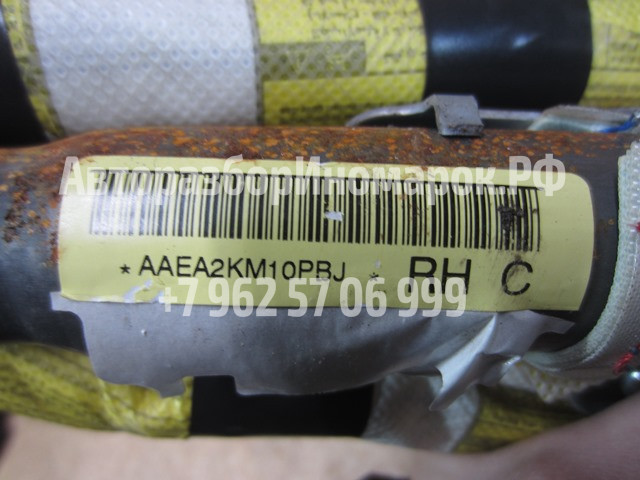 АвторазборИномарок.РФ
* AAEA2KM10PBJ * RH C
+7 962 57 06 999